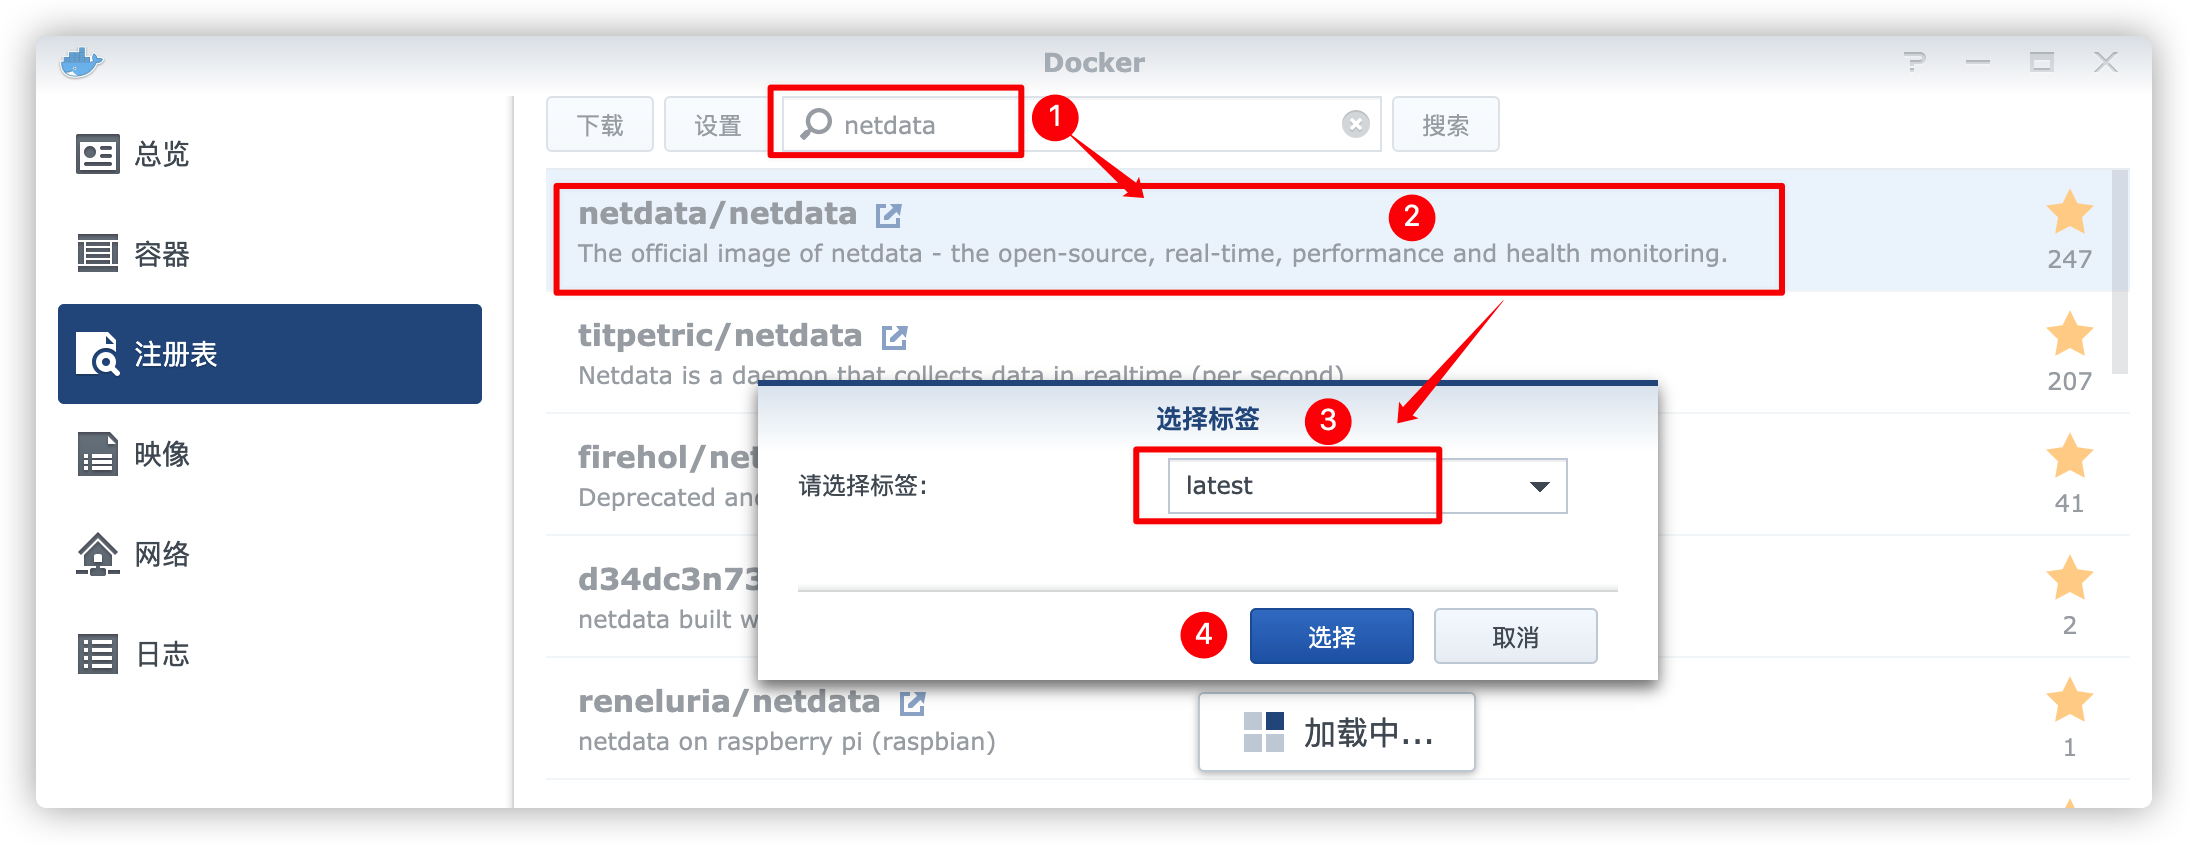 Docker
总览
容器
注册表
映像
网络
日志
下载 设置 netdata 1 搜索
netdata/netdata 2
The official image of netdata - the open-source, real-time, performance and health monitoring.
247
titpetric/netdata
Netdata is a daemon that collects data in realtime (per second)
207
firehol/net
Deprecated an
41
d34dc3n73
netdata built w
2
reneluria/netdata
netdata on raspberry pi (raspbian)
1
选择标签 3
请选择标签: latest
4 选择 取消
加载中...